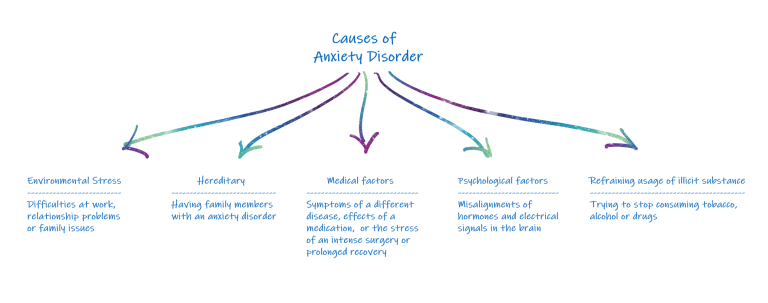 Causes of
Anxiety Disorder
Environmental Stress
Difficulties at work,
relationship problems
or family issues
Hereditary
Having family members
with an anxiety disorder
Medical factors
Symptoms of a different
disease, effects of a
medication, or the stress
of an intense surgery or
prolonged recovery
Psychological factors
Misalignments of
hormones and electrical
signals in the brain
Refraining usage of illicit substance
Trying to stop consuming tobacco,
alcohol or drugs